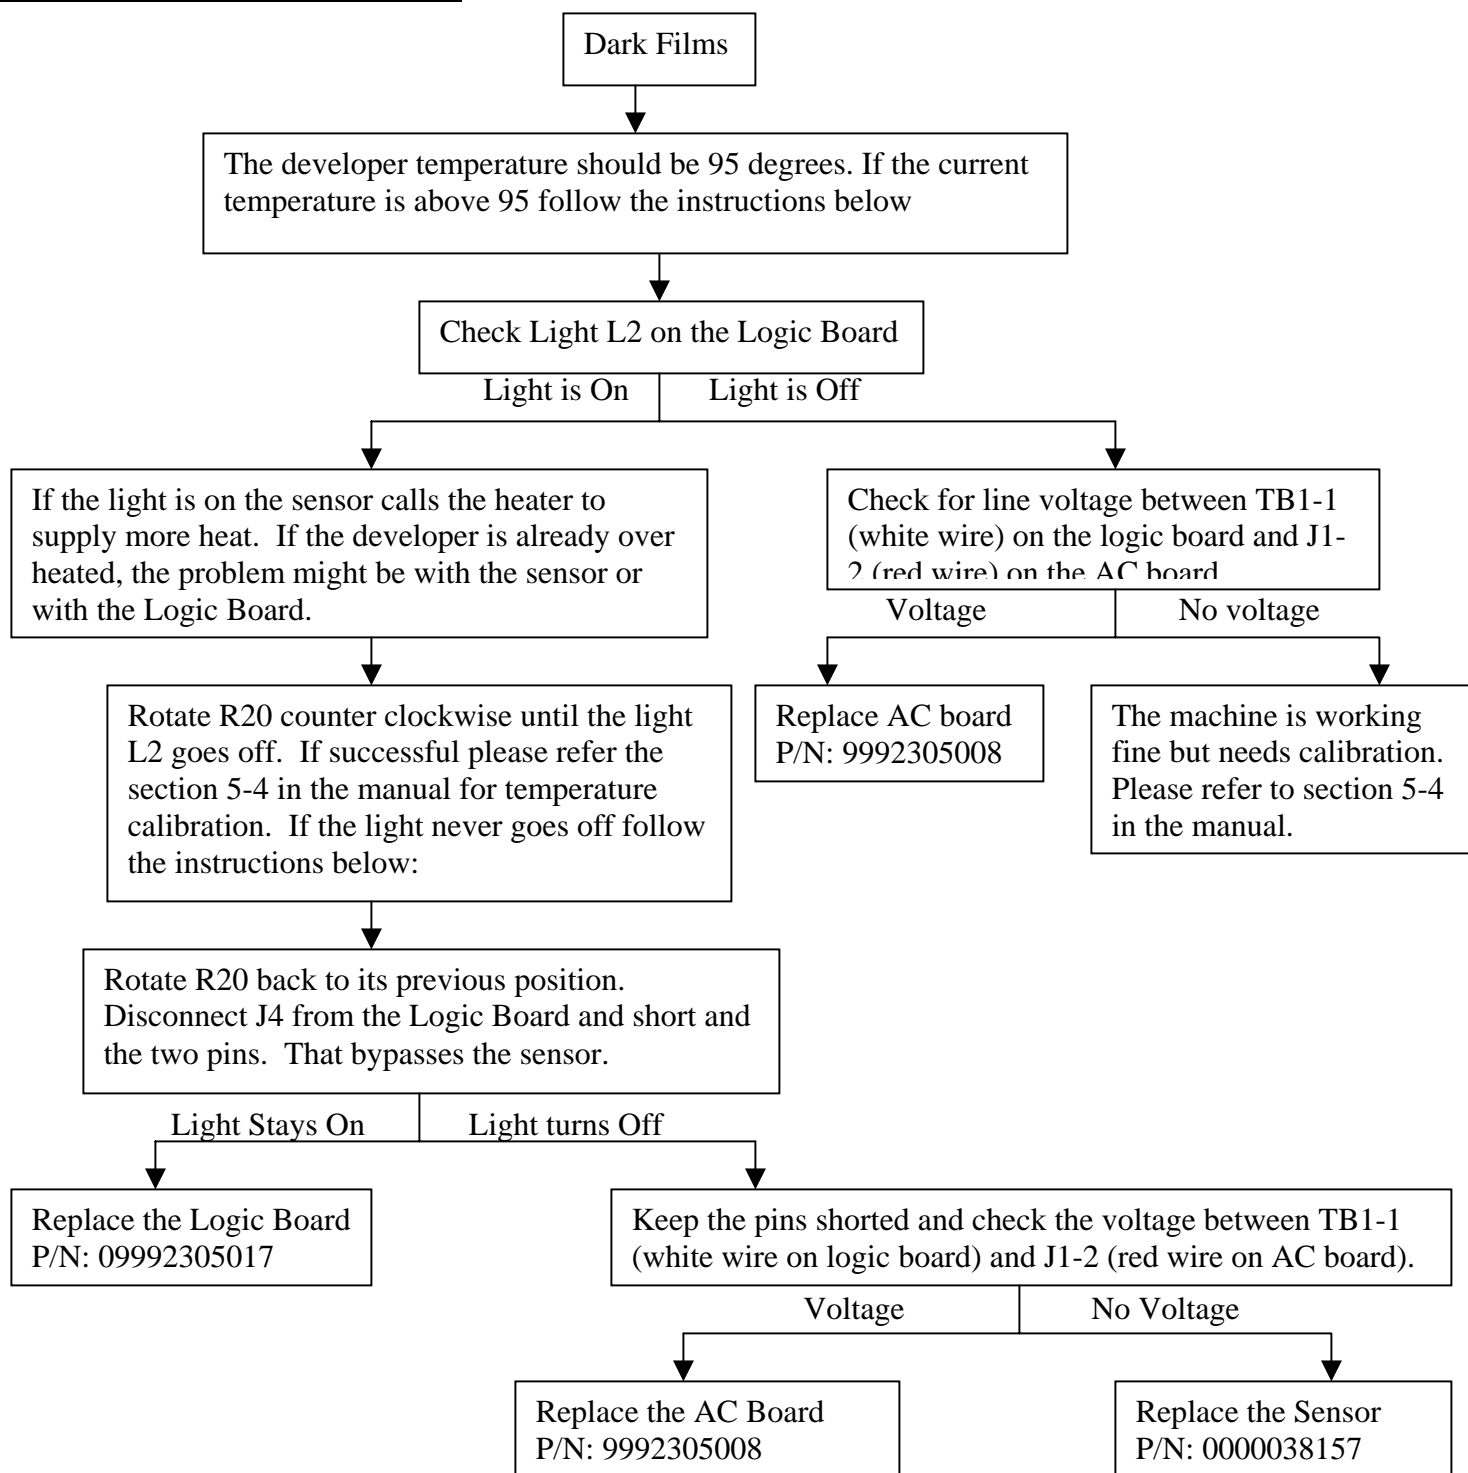 Dark Films
The developer temperature should be 95 degrees. If the current
temperature is above 95 follow the instructions below
Check Light L2 on the Logic Board
Light is On
Light is Off
If the light is on the sensor calls the heater to
supply more heat.  If the developer is already over
heated, the problem might be with the sensor or
with the Logic Board.
Check for line voltage between TB1-1
(white wire) on the logic board and J1-
2 (red wire) on the AC board
Voltage
No voltage
Rotate R20 counter clockwise until the light
L2 goes off.  If successful please refer the
section 5-4 in the manual for temperature
calibration.  If the light never goes off follow
the instructions below:
Replace AC board
P/N: 9992305008
The machine is working
fine but needs calibration.
Please refer to section 5-4
in the manual.
Rotate R20 back to its previous position.
Disconnect J4 from the Logic Board and short and
the two pins.  That bypasses the sensor.
Light Stays On
Light turns Off
Replace the Logic Board
P/N: 09992305017
Keep the pins shorted and check the voltage between TB1-1
(white wire on logic board) and J1-2 (red wire on AC board).
Voltage
No Voltage
Replace the AC Board
P/N: 9992305008
Replace the Sensor
P/N: 0000038157